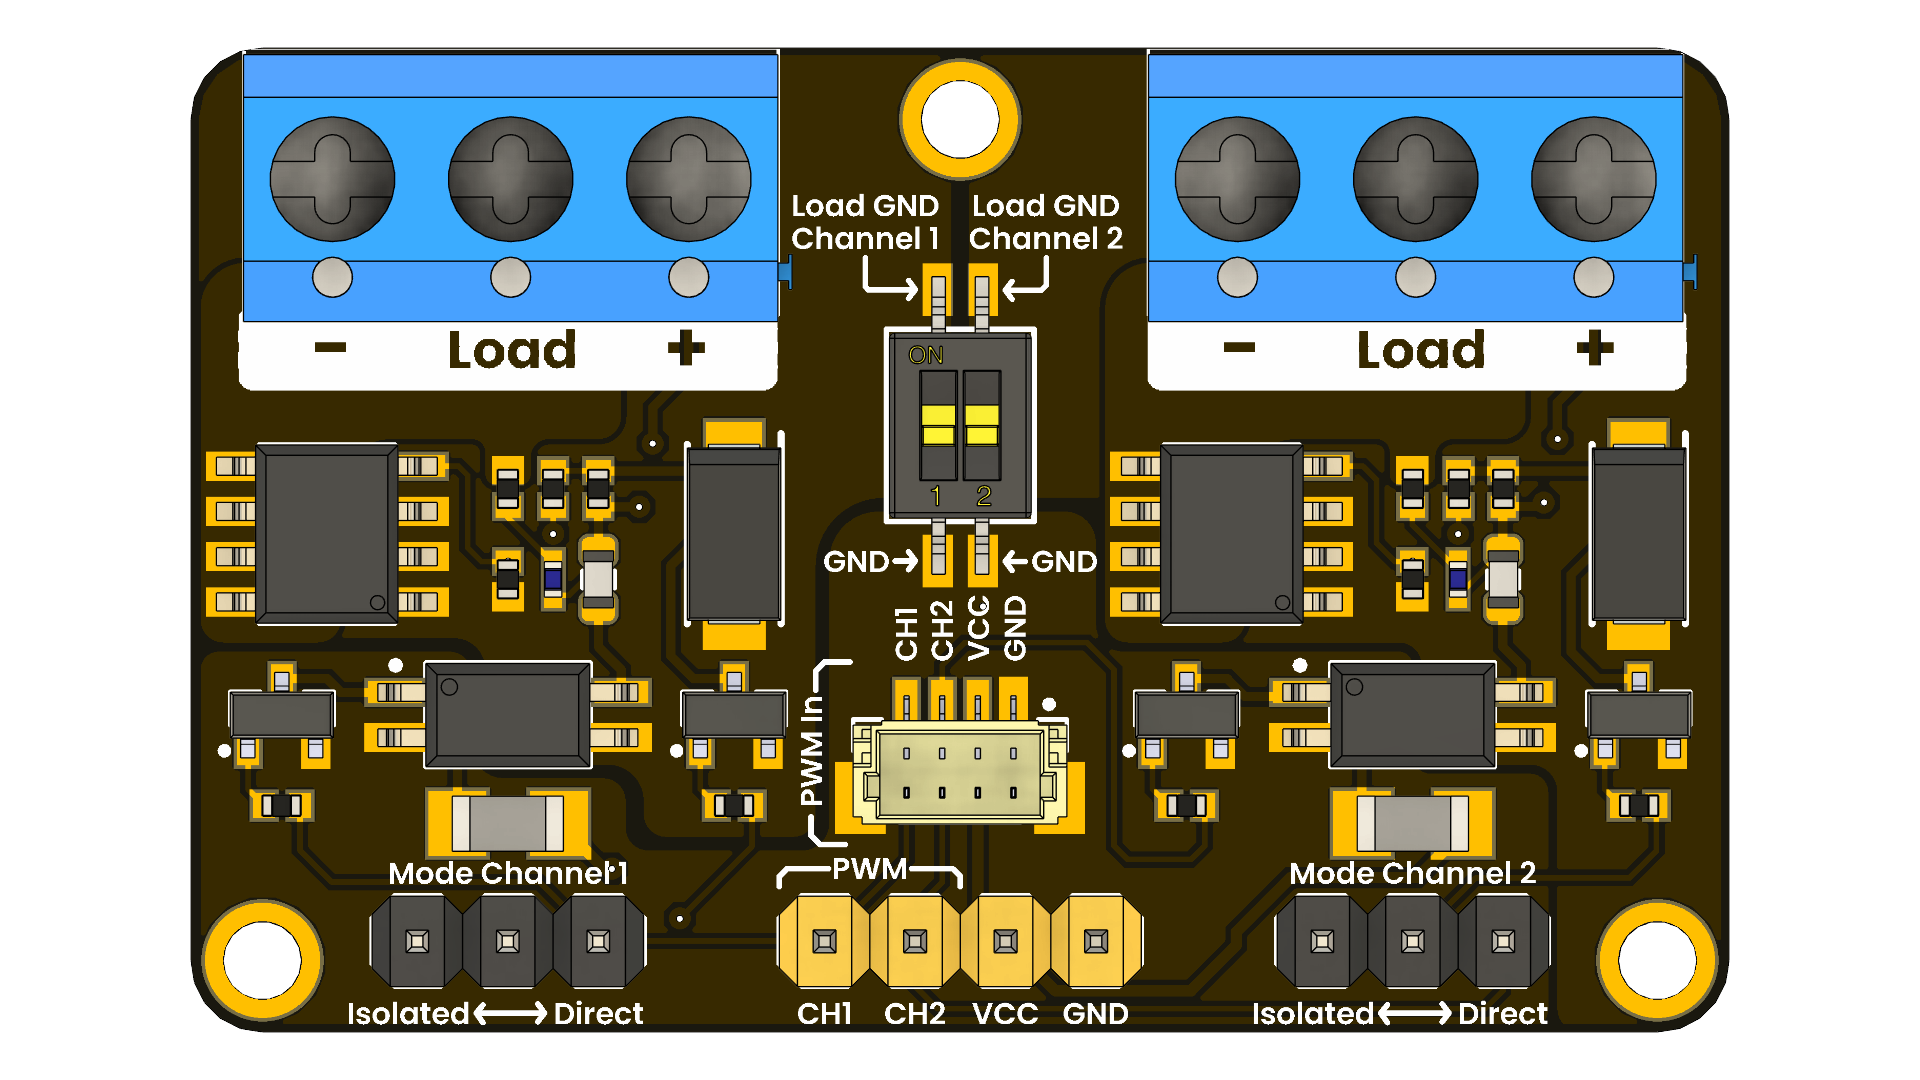 Load GND
Channel 1
Load GND
Channel 2
- Load +
- Load +
ON
1 2
GND
GND
CH1
CH2
VCC
GND
PWM In
Mode Channel 1
PWM
Mode Channel 2
Isolated ↔ Direct
CH1 CH2 VCC GND
Isolated ↔ Direct